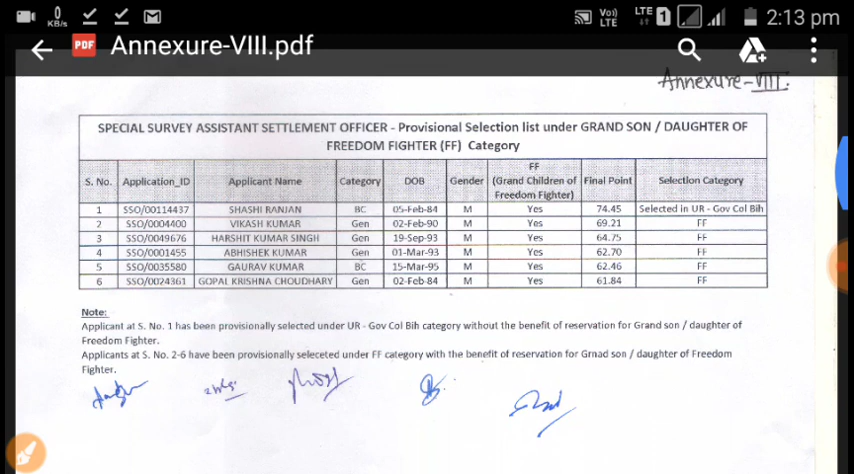 0
KB/s
Vo))
LTE
LTE
1
2:13 pm
PDF
Annexure-VIII.pdf
Annexure-VIII.
SPECIAL SURVEY ASSISTANT SETTLEMENT OFFICER - Provisional Selection list under GRAND SON / DAUGHTER OF
FREEDOM FIGHTER (FF) Category
S. No. Application_ID Applicant Name Category DOB Gender FF (Grand Children of Freedom Fighter) Final Point Selection Category
1 SSO/00114437 SHASHI RANJAN BC 05-Feb-84 M Yes 74.45 Selected in UR - Gov Col Bih
2 SSO/0004400 VIKASH KUMAR Gen 02-Feb-90 M Yes 69.21 FF
3 SSO/0049676 HARSHIT KUMAR SINGH Gen 19-Sep-93 M Yes 64.75 FF
4 SSO/0001455 ABHISHEK KUMAR Gen 01-Mar-93 M Yes 62.70 FF
5 SSO/0035580 GAURAV KUMAR BC 15-Mar-95 M Yes 62.46 FF
6 SSO/0024361 GOPAL KRISHNA CHOUDHARY Gen 02-Feb-84 M Yes 61.84 FF
Note:
Applicant at S. No. 1 has been provisionally selected under UR - Gov Col Bih category without the benefit of reservation for Grand son / daughter of
Freedom Fighter.
Applicants at S. No. 2-6 have been provisionally seleceted under FF category with the benefit of reservation for Grnad son / daughter of Freedom
Fighter.